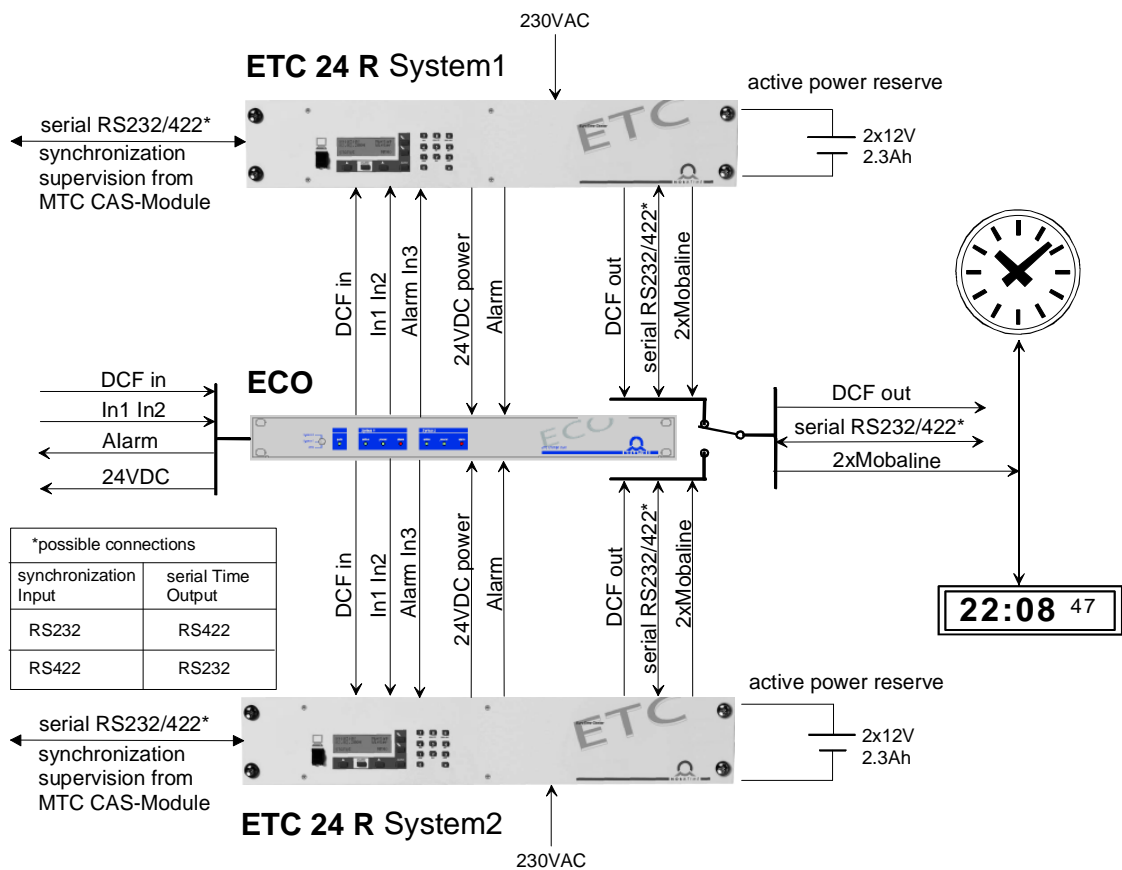 230VAC
ETC 24 R System1
active power reserve
serial RS232/422*
synchronization
supervision from
MTC CAS-Module
ETC
2x12V
2.3Ah
DCF in
In1 In2
Alarm In3
24VDC power
Alarm
DCF out
serial RS232/422*
2xMobaline
DCF in
In1 In2
Alarm
24VDC
ECO
ECO
DCF out
serial RS232/422*
2xMobaline
*possible connections
synchronization Input
serial Time Output
RS232
RS422
RS422
RS232
DCF in
In1 In2
Alarm In3
24VDC power
Alarm
DCF out
serial RS232/422*
2xMobaline
22:08 47
active power reserve
serial RS232/422*
synchronization
supervision from
MTC CAS-Module
ETC
2x12V
2.3Ah
ETC 24 R System2
230VAC